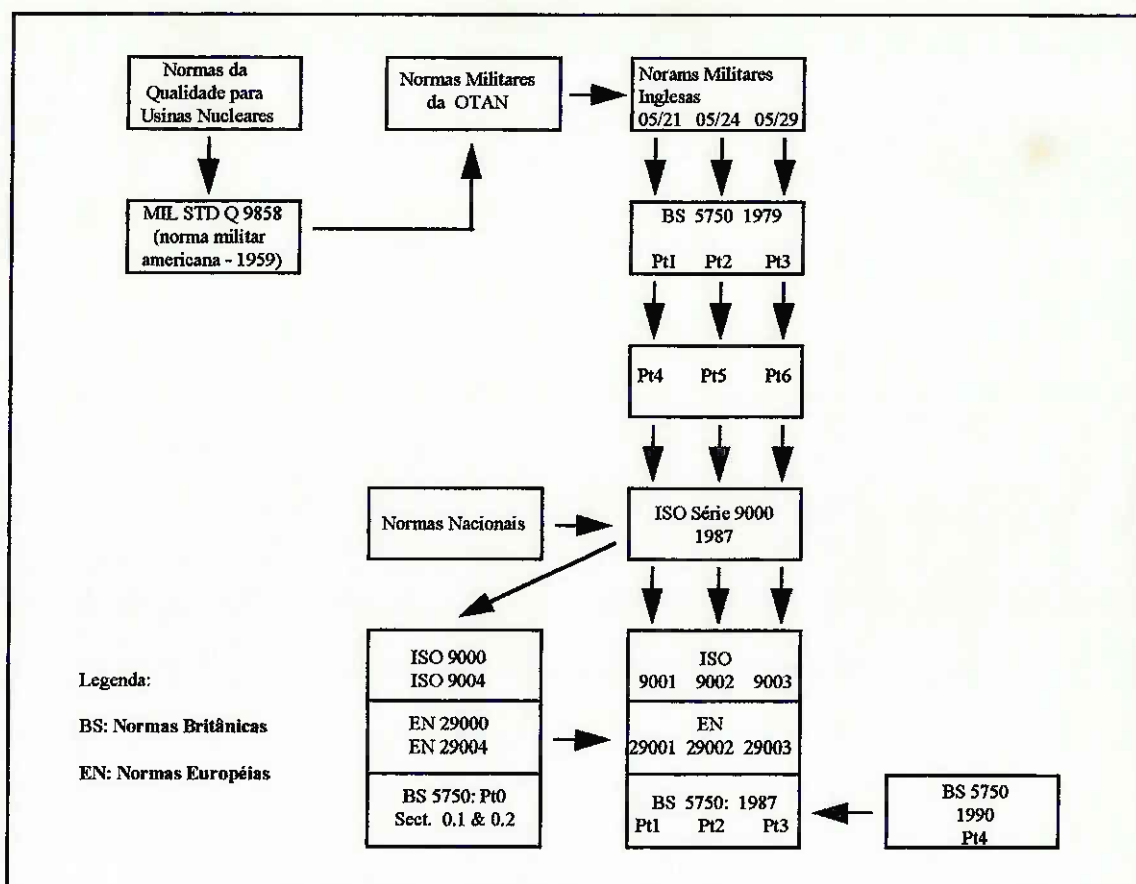 Normas da
Qualidade para
Usinas Nucleares
Normas Militares
da OTAN
Norams Militares
Inglesas
05/21 05/24 05/29
MIL STD Q 9858
(norma militar
americana - 1959)
BS 5750 1979
Pt1 Pt2 Pt3
Pt4 Pt5 Pt6
Normas Nacionais
ISO Série 9000
1987
ISO 9000
ISO 9004
ISO
9001 9002 9003
EN 29000
EN 29004
EN
29001 29002 29003
BS 5750: Pt0
Sect. 0.1 & 0.2
BS 5750: 1987
Pt1 Pt2 Pt3
BS 5750
1990
Pt4
Legenda:
BS: Normas Britânicas
EN: Normas Européias